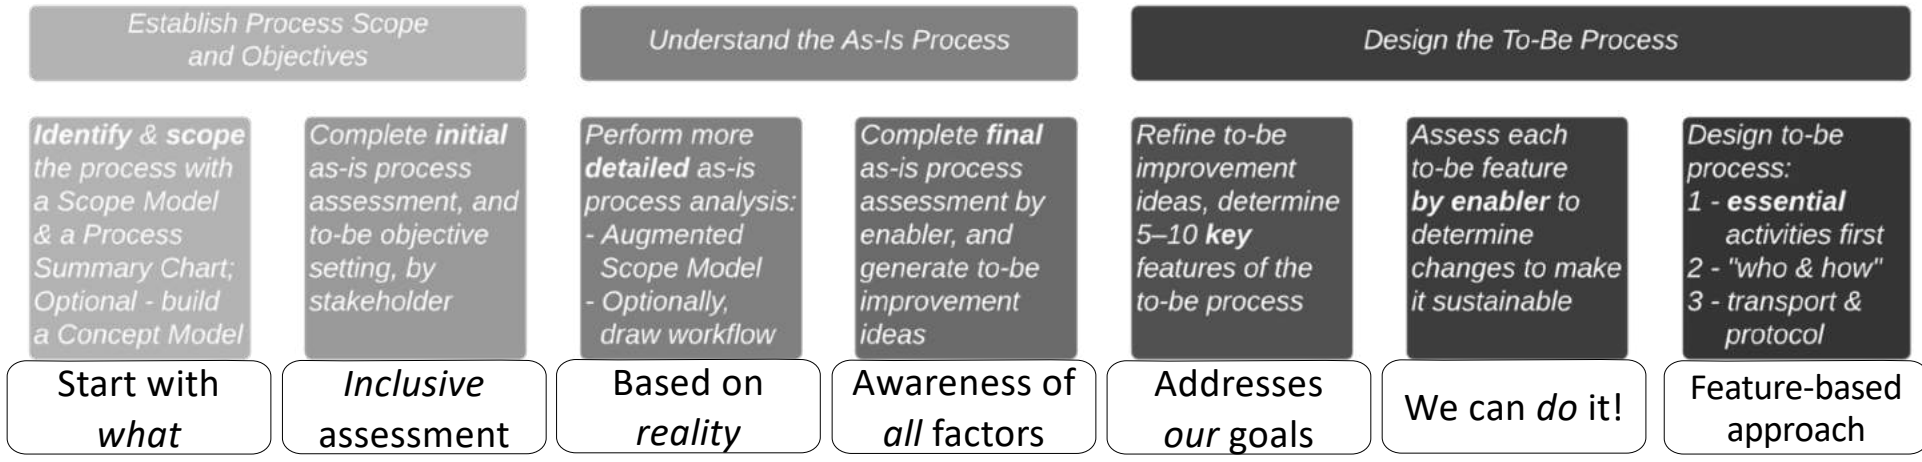 Establish Process Scope
and Objectives
Understand the As-Is Process
Design the To-Be Process
Identify & scope
the process with
a Scope Model
& a Process
Summary Chart;
Optional - build
a Concept Model
Complete initial
as-is process
assessment, and
to-be objective
setting, by
stakeholder
Perform more
detailed as-is
process analysis:
- Augmented
Scope Model
- Optionally,
draw workflow
Complete final
as-is process
assessment by
enabler, and
generate to-be
improvement
ideas
Refine to-be
improvement
ideas, determine
5–10 key
features of the
to-be process
Assess each
to-be feature
by enabler to
determine
changes to make
it sustainable
Design to-be
process:
1 - essential
activities first
2 - "who & how"
3 - transport &
protocol
Start with
what
Inclusive
assessment
Based on
reality
Awareness of
all factors
Addresses
our goals
We can do it!
Feature-based
approach